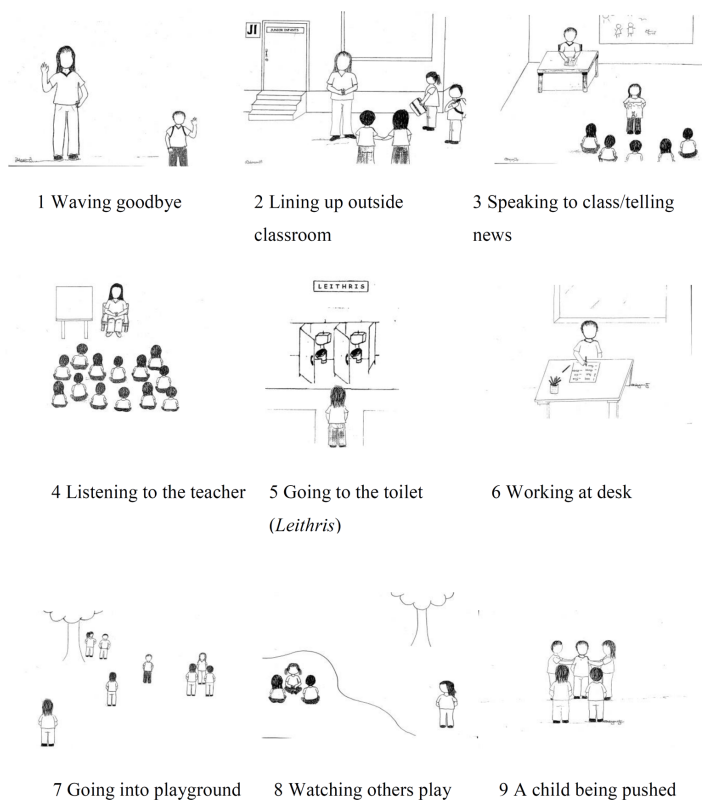 JI
JUNIOR INFANTS
1 Waving goodbye
2 Lining up outside
classroom
3 Speaking to class/telling
news
LEITHRIS
4 Listening to the teacher
5 Going to the toilet
(Leithris)
6 Working at desk
7 Going into playground
8 Watching others play
9 A child being pushed